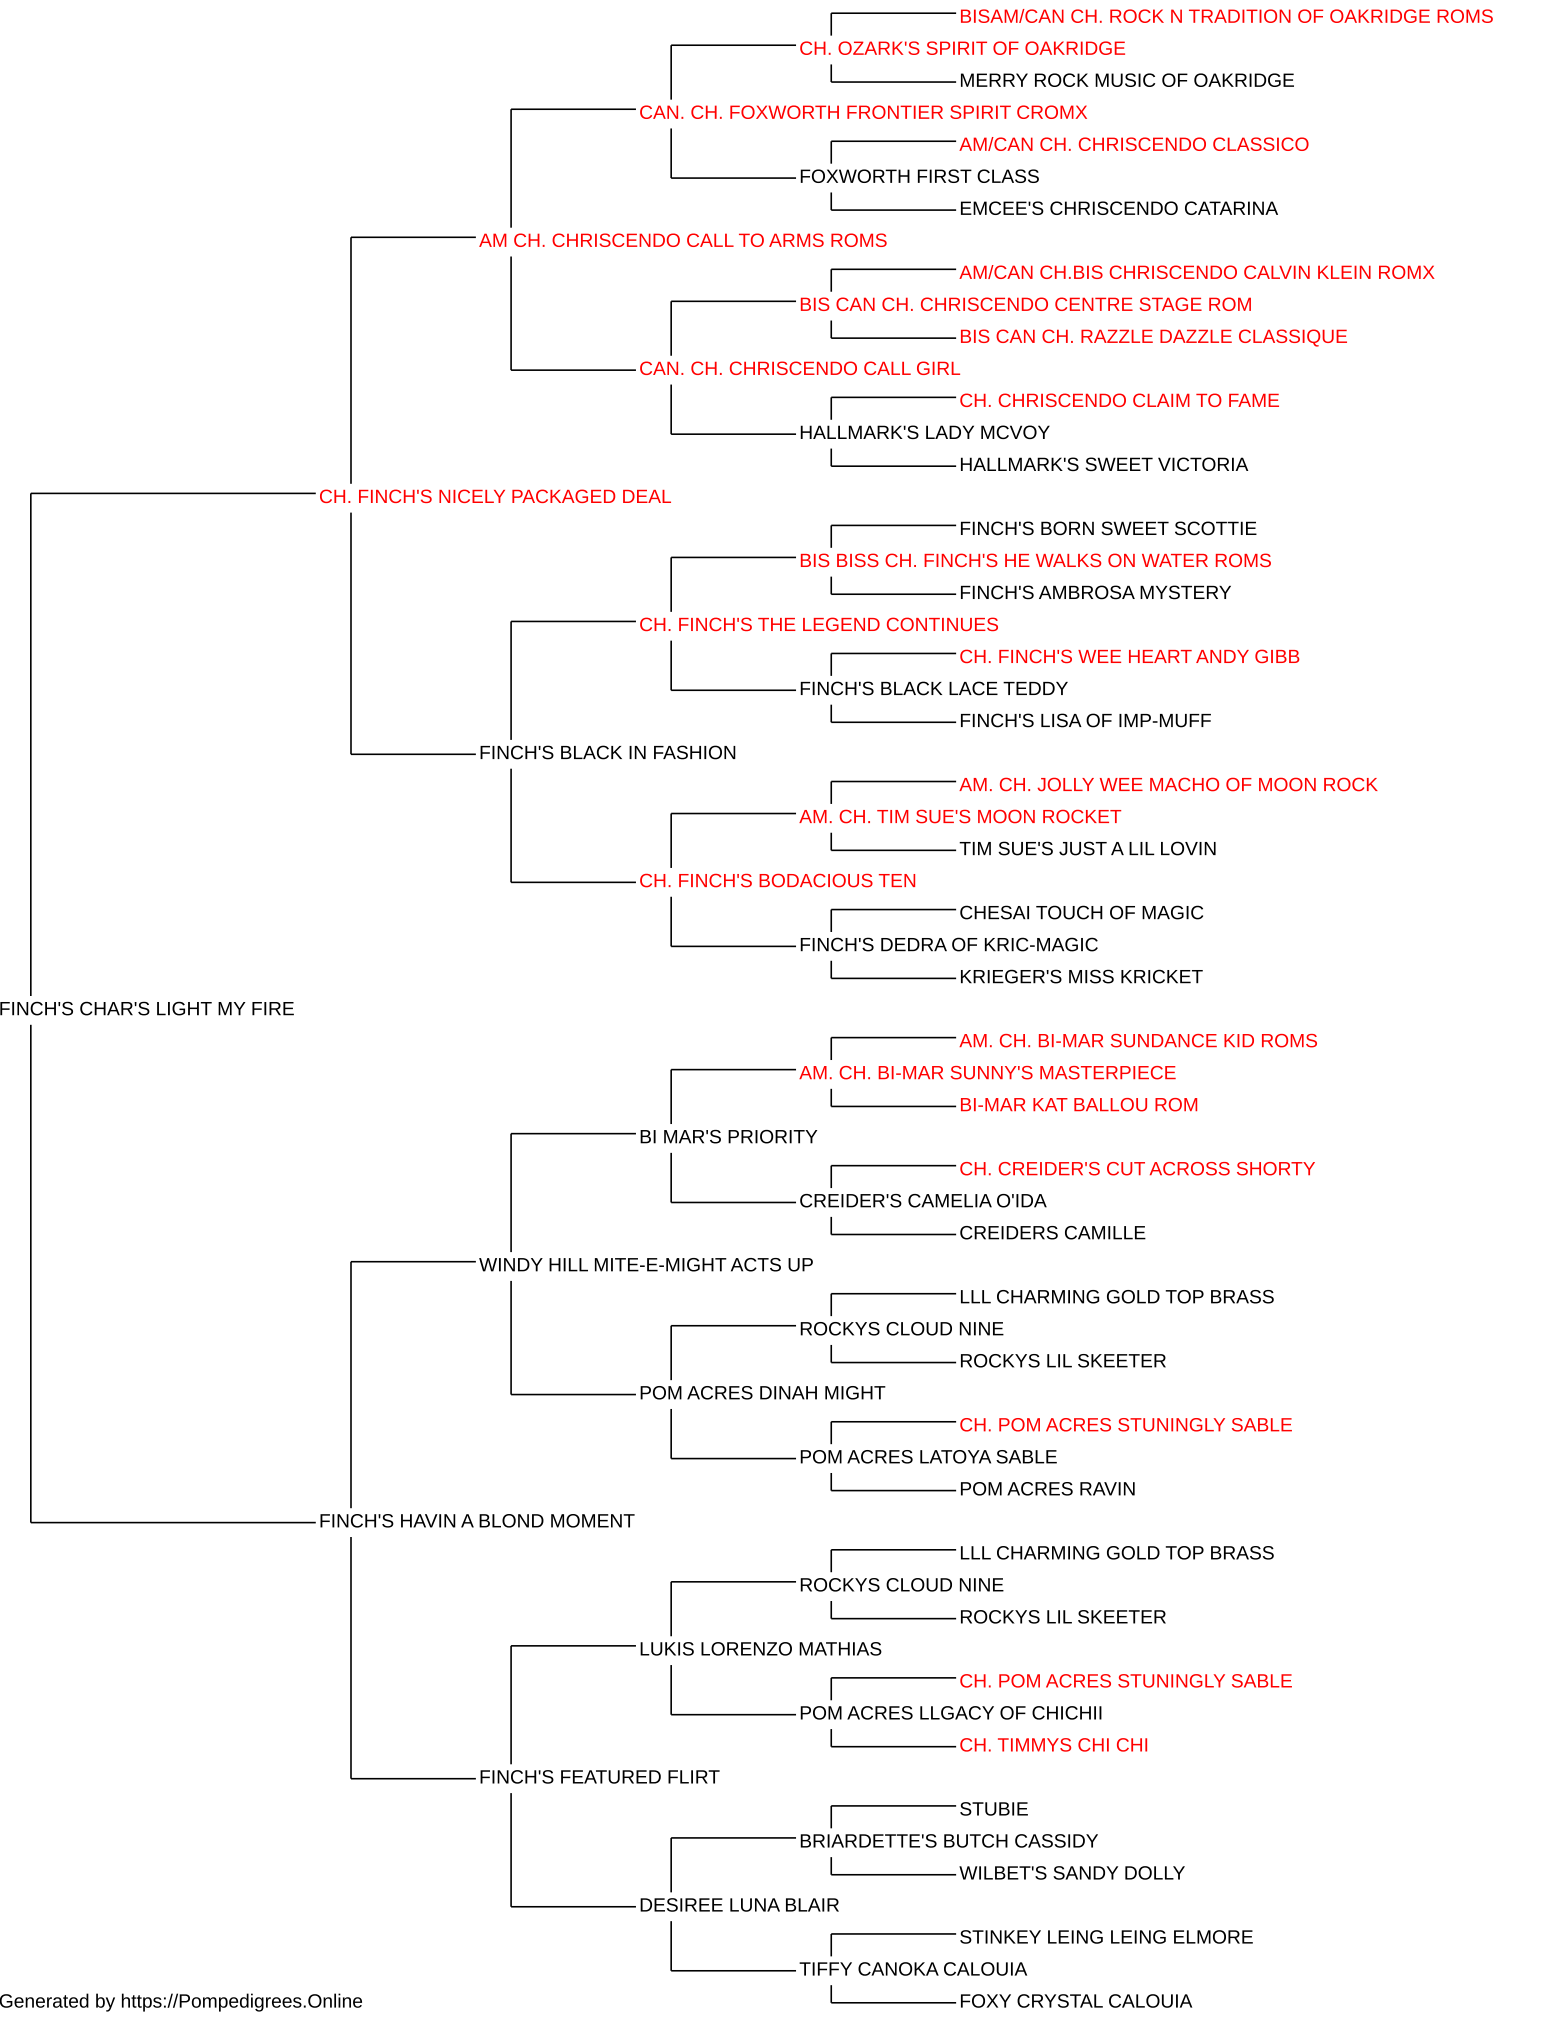 BISAM/CAN CH. ROCK N TRADITION OF OAKRIDGE ROMS
CH. OZARK'S SPIRIT OF OAKRIDGE
MERRY ROCK MUSIC OF OAKRIDGE
CAN. CH. FOXWORTH FRONTIER SPIRIT CROMX
AM/CAN CH. CHRISCENDO CLASSICO
FOXWORTH FIRST CLASS
EMCEE'S CHRISCENDO CATARINA
AM CH. CHRISCENDO CALL TO ARMS ROMS
AM/CAN CH.BIS CHRISCENDO CALVIN KLEIN ROMX
BIS CAN CH. CHRISCENDO CENTRE STAGE ROM
BIS CAN CH. RAZZLE DAZZLE CLASSIQUE
CAN. CH. CHRISCENDO CALL GIRL
CH. CHRISCENDO CLAIM TO FAME
HALLMARK'S LADY MCVOY
HALLMARK'S SWEET VICTORIA
CH. FINCH'S NICELY PACKAGED DEAL
FINCH'S BORN SWEET SCOTTIE
BIS BISS CH. FINCH'S HE WALKS ON WATER ROMS
FINCH'S AMBROSA MYSTERY
CH. FINCH'S THE LEGEND CONTINUES
CH. FINCH'S WEE HEART ANDY GIBB
FINCH'S BLACK LACE TEDDY
FINCH'S LISA OF IMP-MUFF
FINCH'S BLACK IN FASHION
AM. CH. JOLLY WEE MACHO OF MOON ROCK
AM. CH. TIM SUE'S MOON ROCKET
TIM SUE'S JUST A LIL LOVIN
CH. FINCH'S BODACIOUS TEN
CHESAI TOUCH OF MAGIC
FINCH'S DEDRA OF KRIC-MAGIC
KRIEGER'S MISS KRICKET
FINCH'S CHAR'S LIGHT MY FIRE
AM. CH. BI-MAR SUNDANCE KID ROMS
AM. CH. BI-MAR SUNNY'S MASTERPIECE
BI-MAR KAT BALLOU ROM
BI MAR'S PRIORITY
CH. CREIDER'S CUT ACROSS SHORTY
CREIDER'S CAMELIA O'IDA
CREIDERS CAMILLE
WINDY HILL MITE-E-MIGHT ACTS UP
LLL CHARMING GOLD TOP BRASS
ROCKYS CLOUD NINE
ROCKYS LIL SKEETER
POM ACRES DINAH MIGHT
CH. POM ACRES STUNINGLY SABLE
POM ACRES LATOYA SABLE
POM ACRES RAVIN
FINCH'S HAVIN A BLOND MOMENT
LLL CHARMING GOLD TOP BRASS
ROCKYS CLOUD NINE
ROCKYS LIL SKEETER
LUKIS LORENZO MATHIAS
CH. POM ACRES STUNINGLY SABLE
POM ACRES LLGACY OF CHICHII
CH. TIMMYS CHI CHI
FINCH'S FEATURED FLIRT
STUBIE
BRIARDETTE'S BUTCH CASSIDY
WILBET'S SANDY DOLLY
DESIREE LUNA BLAIR
STINKEY LEING LEING ELMORE
TIFFY CANOKA CALOUIA
FOXY CRYSTAL CALOUIA
Generated by https://Pompedigrees.Online